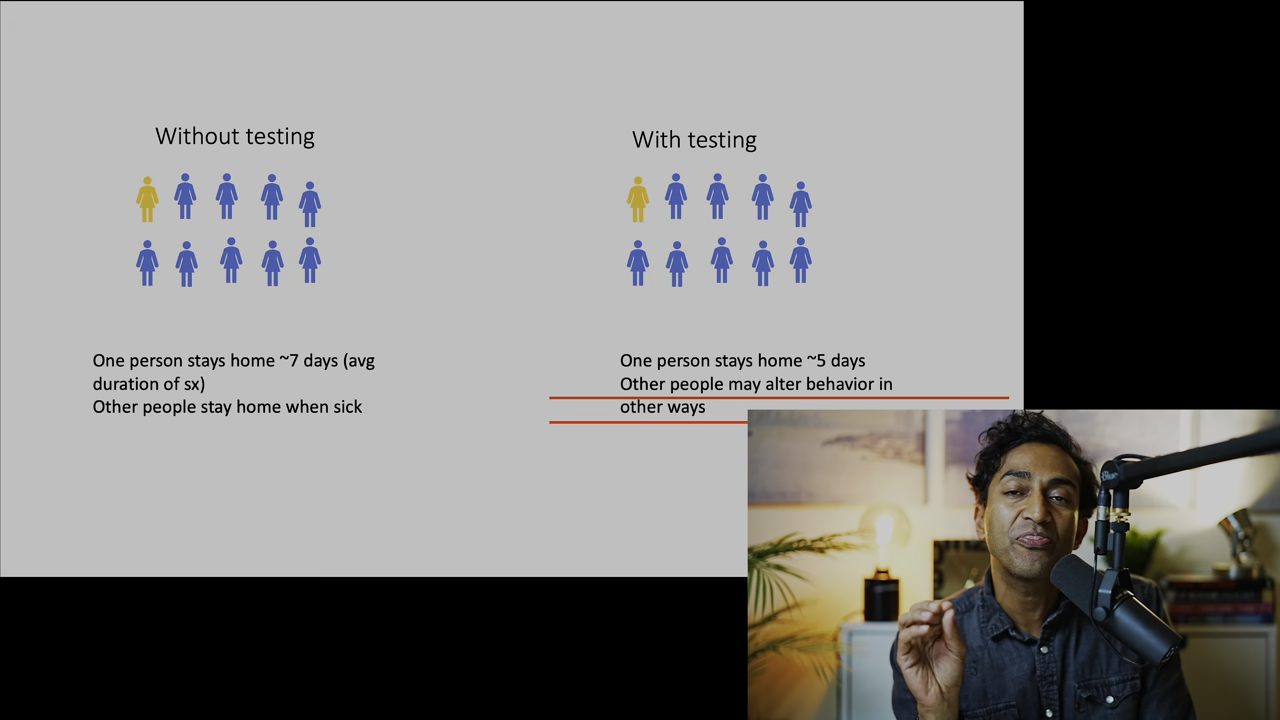 Without testing
One person stays home ~7 days (avg
duration of sx)
Other people stay home when sick
With testing
One person stays home ~5 days
Other people may alter behavior in
other ways